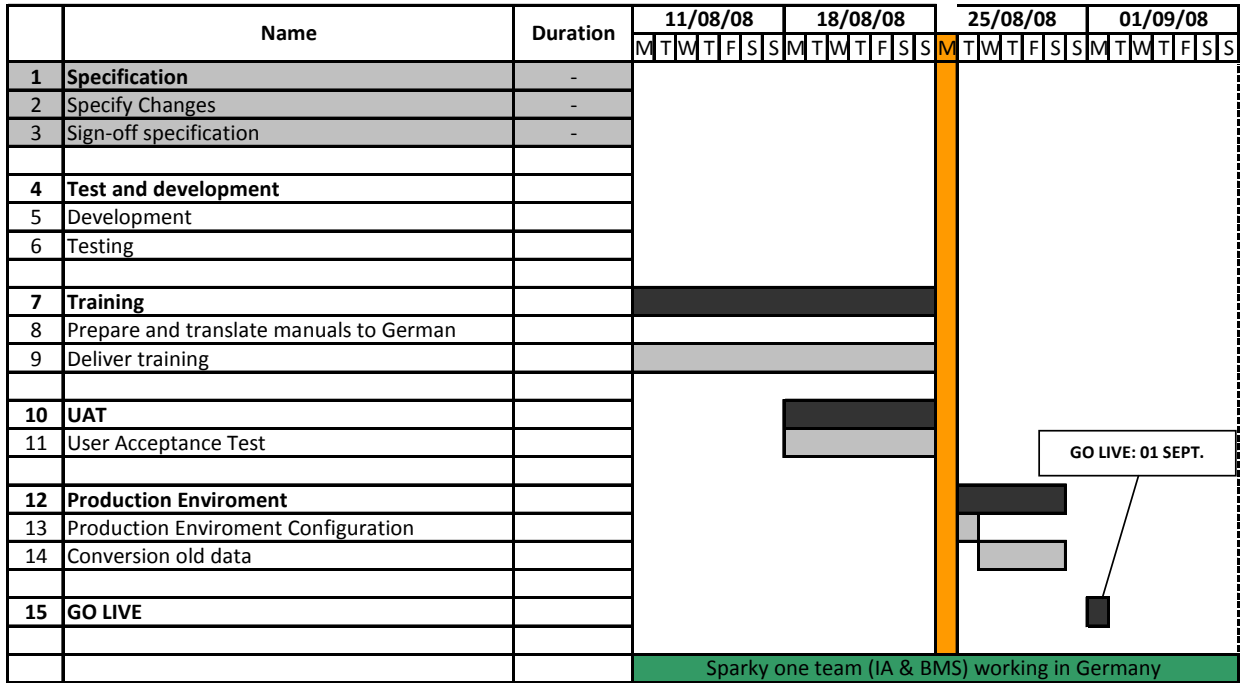 Name Duration 11/08/08 18/08/08 25/08/08 01/09/08
M T W T F S S M T W T F S S M T W T F S S M T W T F S S
1 Specification -
2 Specify Changes -
3 Sign-off specification -
4 Test and development
5 Development
6 Testing
7 Training
8 Prepare and translate manuals to German
9 Deliver training
10 UAT
11 User Acceptance Test
GO LIVE: 01 SEPT.
12 Production Enviroment
13 Production Enviroment Configuration
14 Conversion old data
15 GO LIVE
Sparky one team (IA & BMS) working in Germany